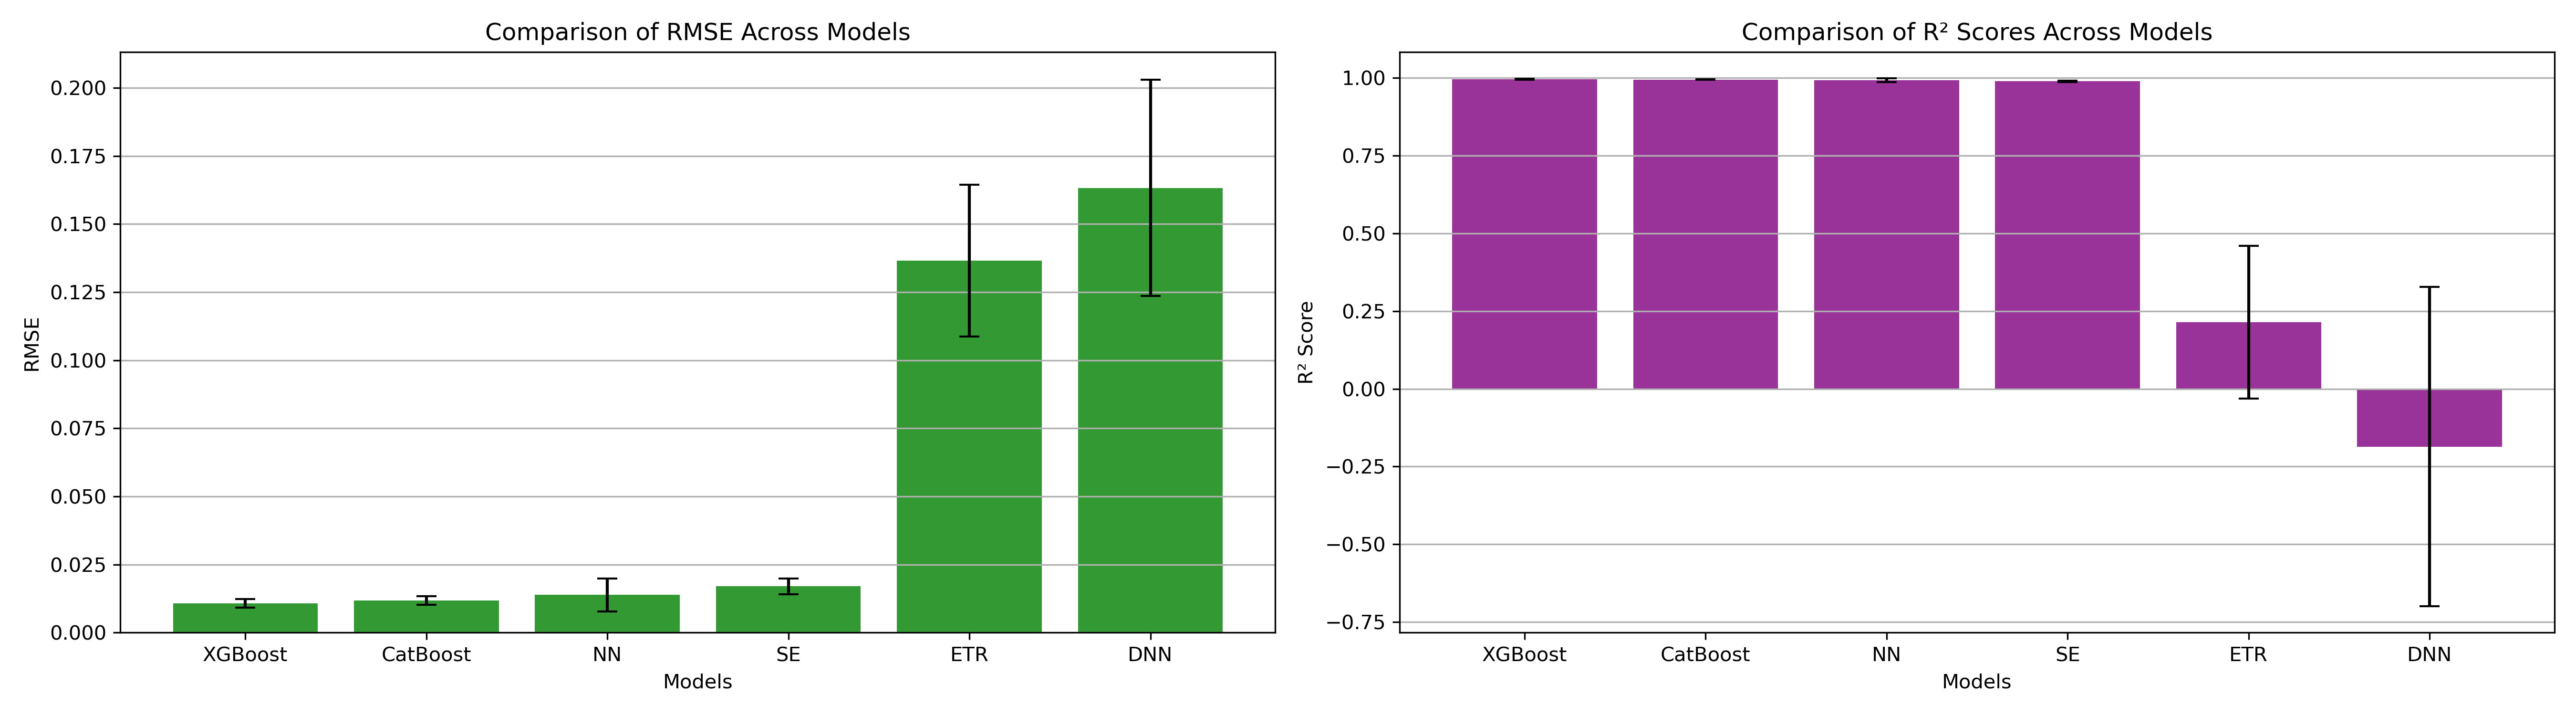 Comparison of RMSE Across Models
0.200
0.175
0.150
0.125
0.100
0.075
0.050
0.025
0.000
RMSE
XGBoost CatBoost NN SE ETR DNN
Models
Comparison of R² Scores Across Models
1.00
0.75
0.50
0.25
0.00
−0.25
−0.50
−0.75
R² Score
XGBoost CatBoost NN SE ETR DNN
Models